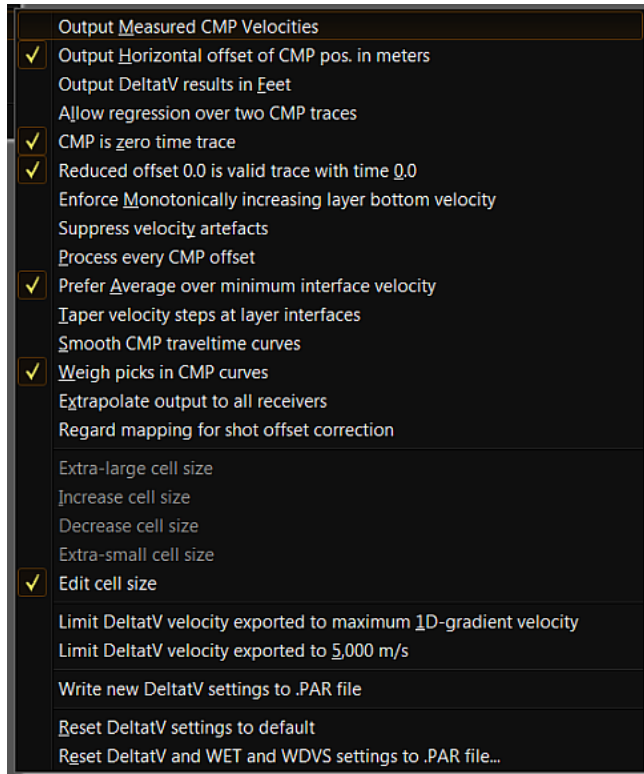 Output Measured CMP Velocities
Output Horizontal offset of CMP pos. in meters
Output DeltatV results in Feet
Allow regression over two CMP traces
CMP is zero time trace
Reduced offset 0.0 is valid trace with time 0.0
Enforce Monotonically increasing layer bottom velocity
Suppress velocity artefacts
Process every CMP offset
Prefer Average over minimum interface velocity
Taper velocity steps at layer interfaces
Smooth CMP traveltime curves
Weigh picks in CMP curves
Extrapolate output to all receivers
Regard mapping for shot offset correction
Extra-large cell size
Increase cell size
Decrease cell size
Extra-small cell size
Edit cell size
Limit DeltatV velocity exported to maximum 1D-gradient velocity
Limit DeltatV velocity exported to 5,000 m/s
Write new DeltatV settings to .PAR file
Reset DeltatV settings to default
Reset DeltatV and WET and WDVS settings to .PAR file...